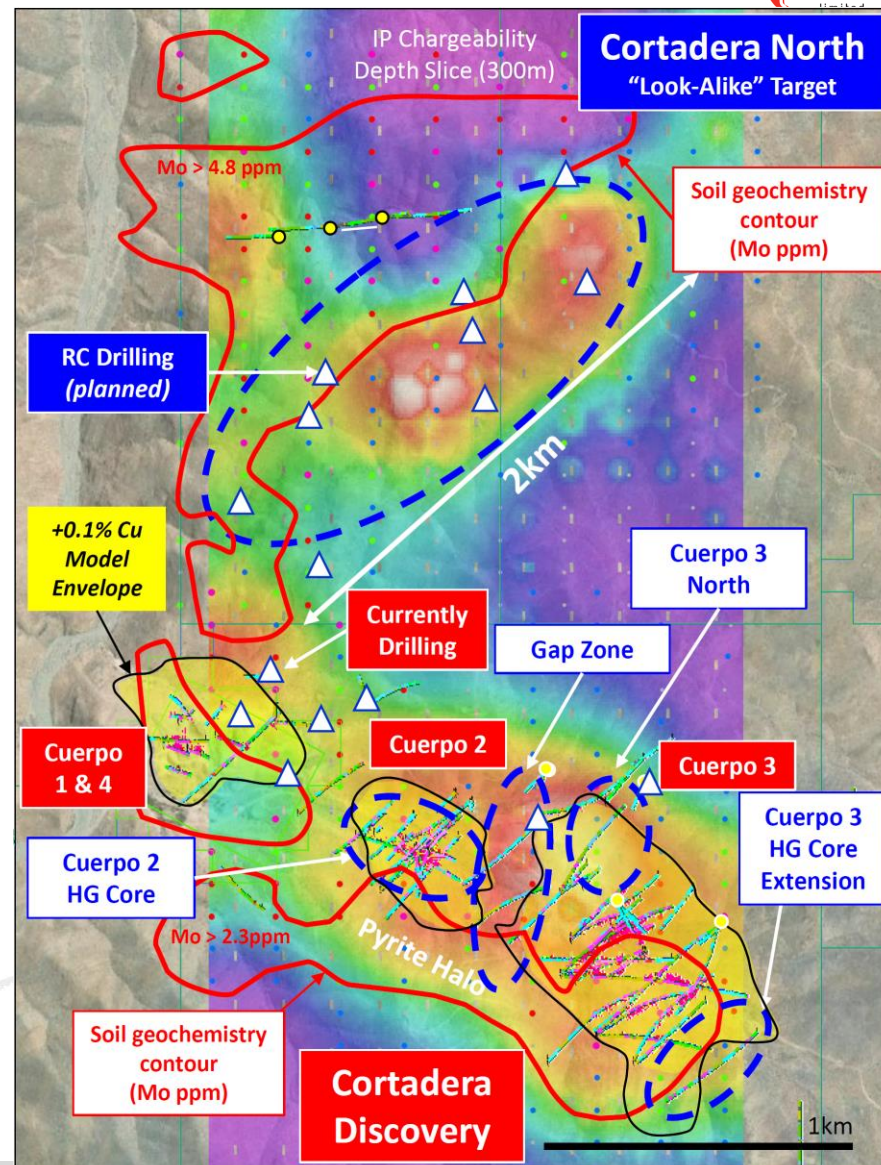 limited
IP Chargeability
Depth Slice (300m)
Cortadera North
“Look-Alike” Target
Mo > 4.8 ppm
Soil geochemistry
contour
(Mo ppm)
RC Drilling
(planned)
2km
+0.1% Cu
Model
Envelope
Cuerpo 3
North
Currently
Drilling
Gap Zone
Cuerpo
1 & 4
Cuerpo 2
Cuerpo 3
Cuerpo 2
HG Core
Cuerpo 3
HG Core
Extension
Mo > 2.3ppm
Pyrite Halo
Soil geochemistry
contour
(Mo ppm)
Cortadera
Discovery
1km